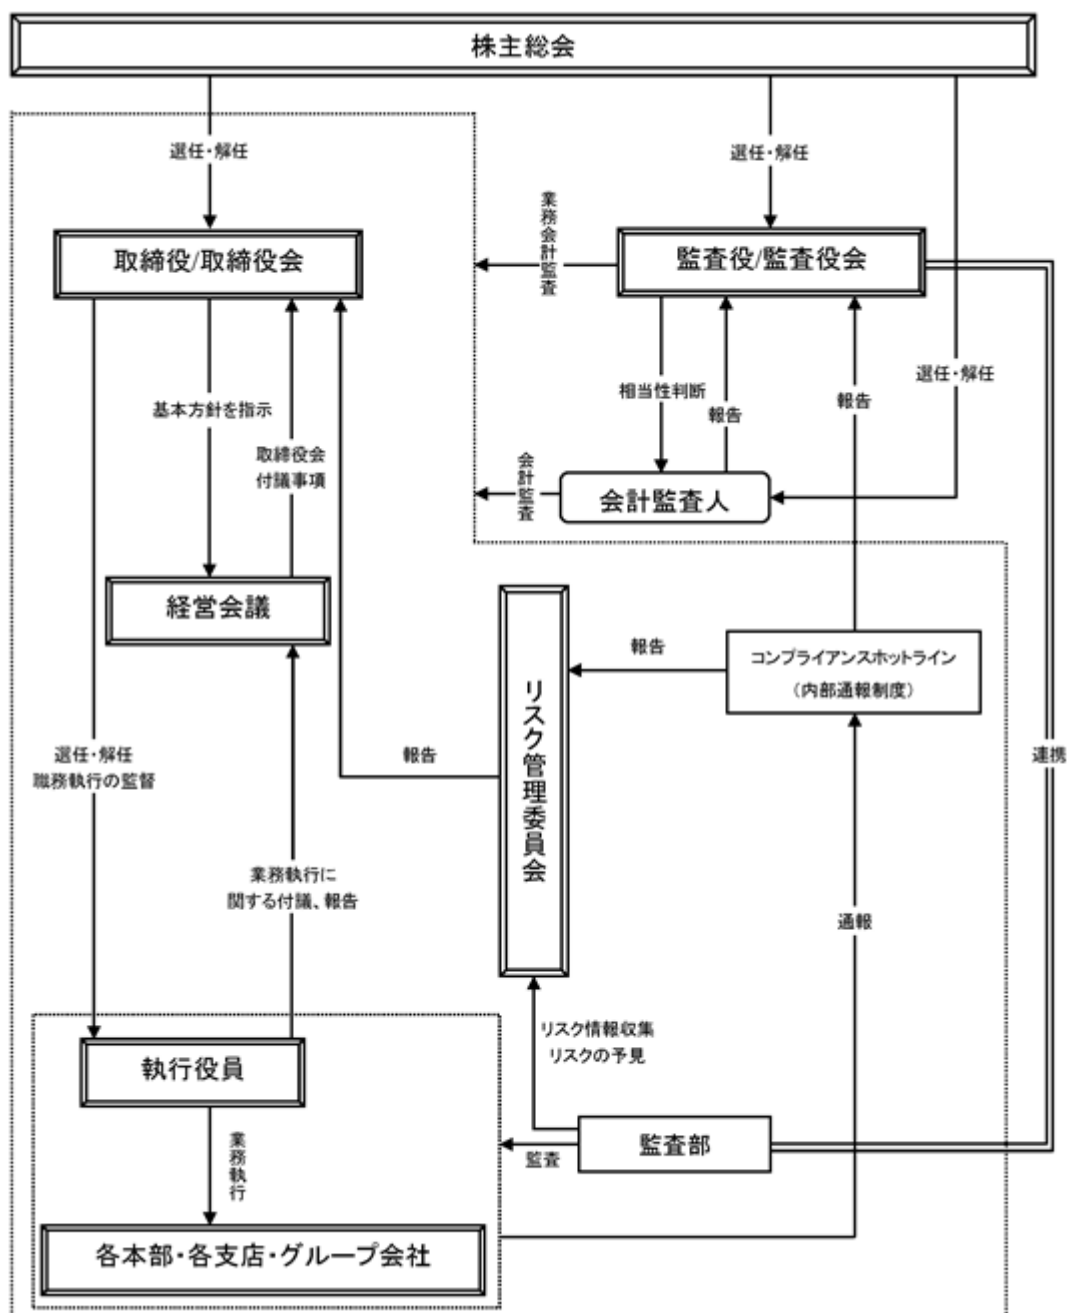 株主総会
選任・解任
選任・解任
業務会計監査
取締役/取締役会
監査役/監査役会
選任・解任
相当性判断
報告
報告
基本方針を指示
取締役会
付議事項
会計監査
会計監査人
経営会議
リスク管理委員会
報告
コンプライアンスホットライン
（内部通報制度）
選任・解任
職務執行の監督
報告
連携
業務執行に
関する付議、報告
通報
リスク情報収集
リスクの予見
執行役員
業務執行
監査
監査部
各本部・各支店・グループ会社